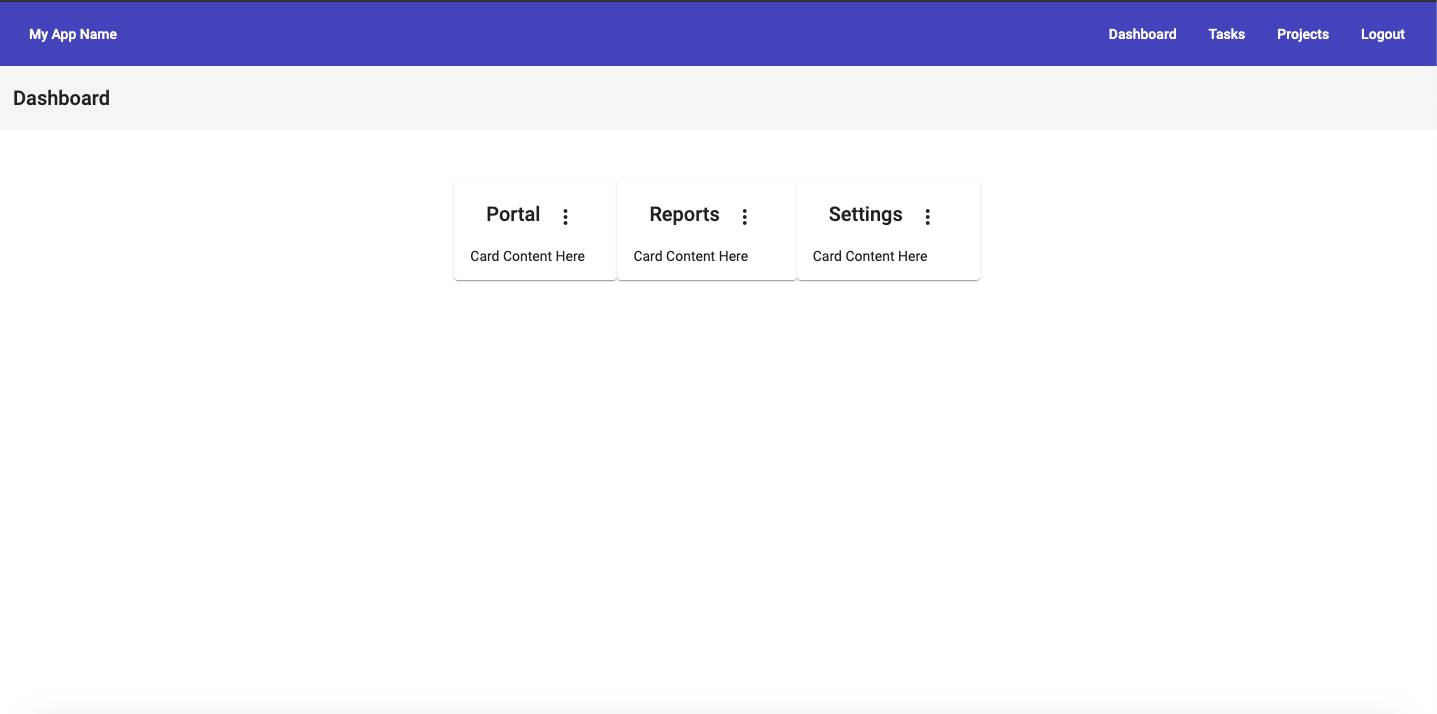 My App Name Dashboard Tasks Projects Logout
Dashboard
Portal Reports Settings
Card Content Here Card Content Here Card Content Here